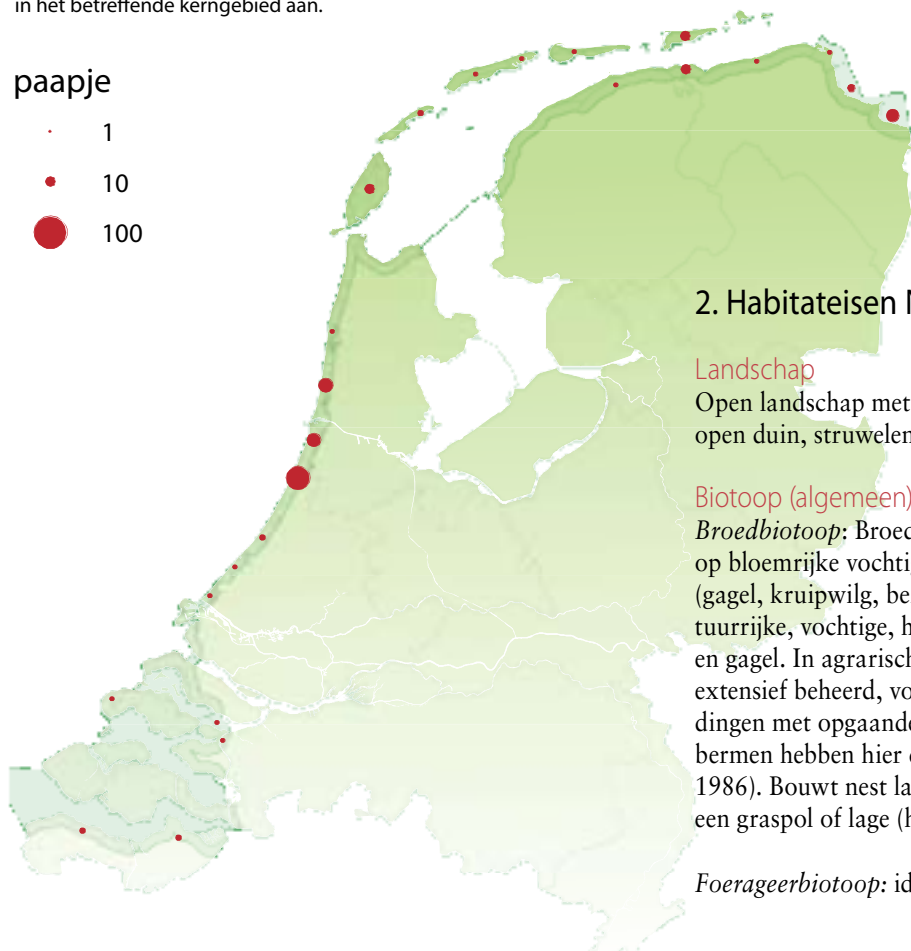 in het betreffende kerngebied aan.
paapje
1
10
100
2. Habitateisen
Landschap
Open landschap met
open duin, struwelen
Biotoop (algemeen)
Broedbiotoop: Broed
op bloemrijke vochti
(gagel, kruipwilg, be
tuurrijke, vochtige, h
en gagel. In agrarisch
extensief beheerd, vo
dingen met opgaande
bermen hebben hier
1986). Bouwt nest la
een graspol of lage (h
Foerageerbiotoop: id